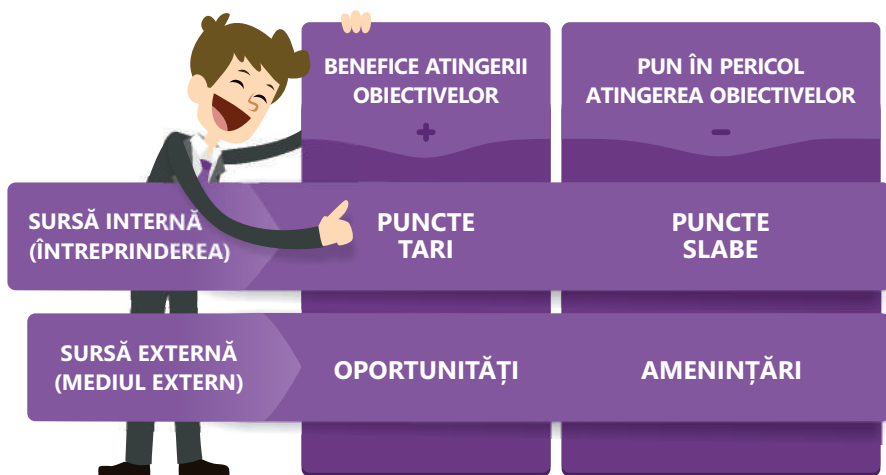 BENEFICE ATINGERII
OBIECTIVELOR
+
PUN ÎN PERICOL
ATINGEREA OBIECTIVELOR
-
SURSĂ INTERNĂ
(ÎNTREPRINDEREA)
PUNCTE
TARI
PUNCTE
SLABE
SURSĂ EXTERNĂ
(MEDIUL EXTERN)
OPORTUNITĂȚI
AMENINȚĂRI